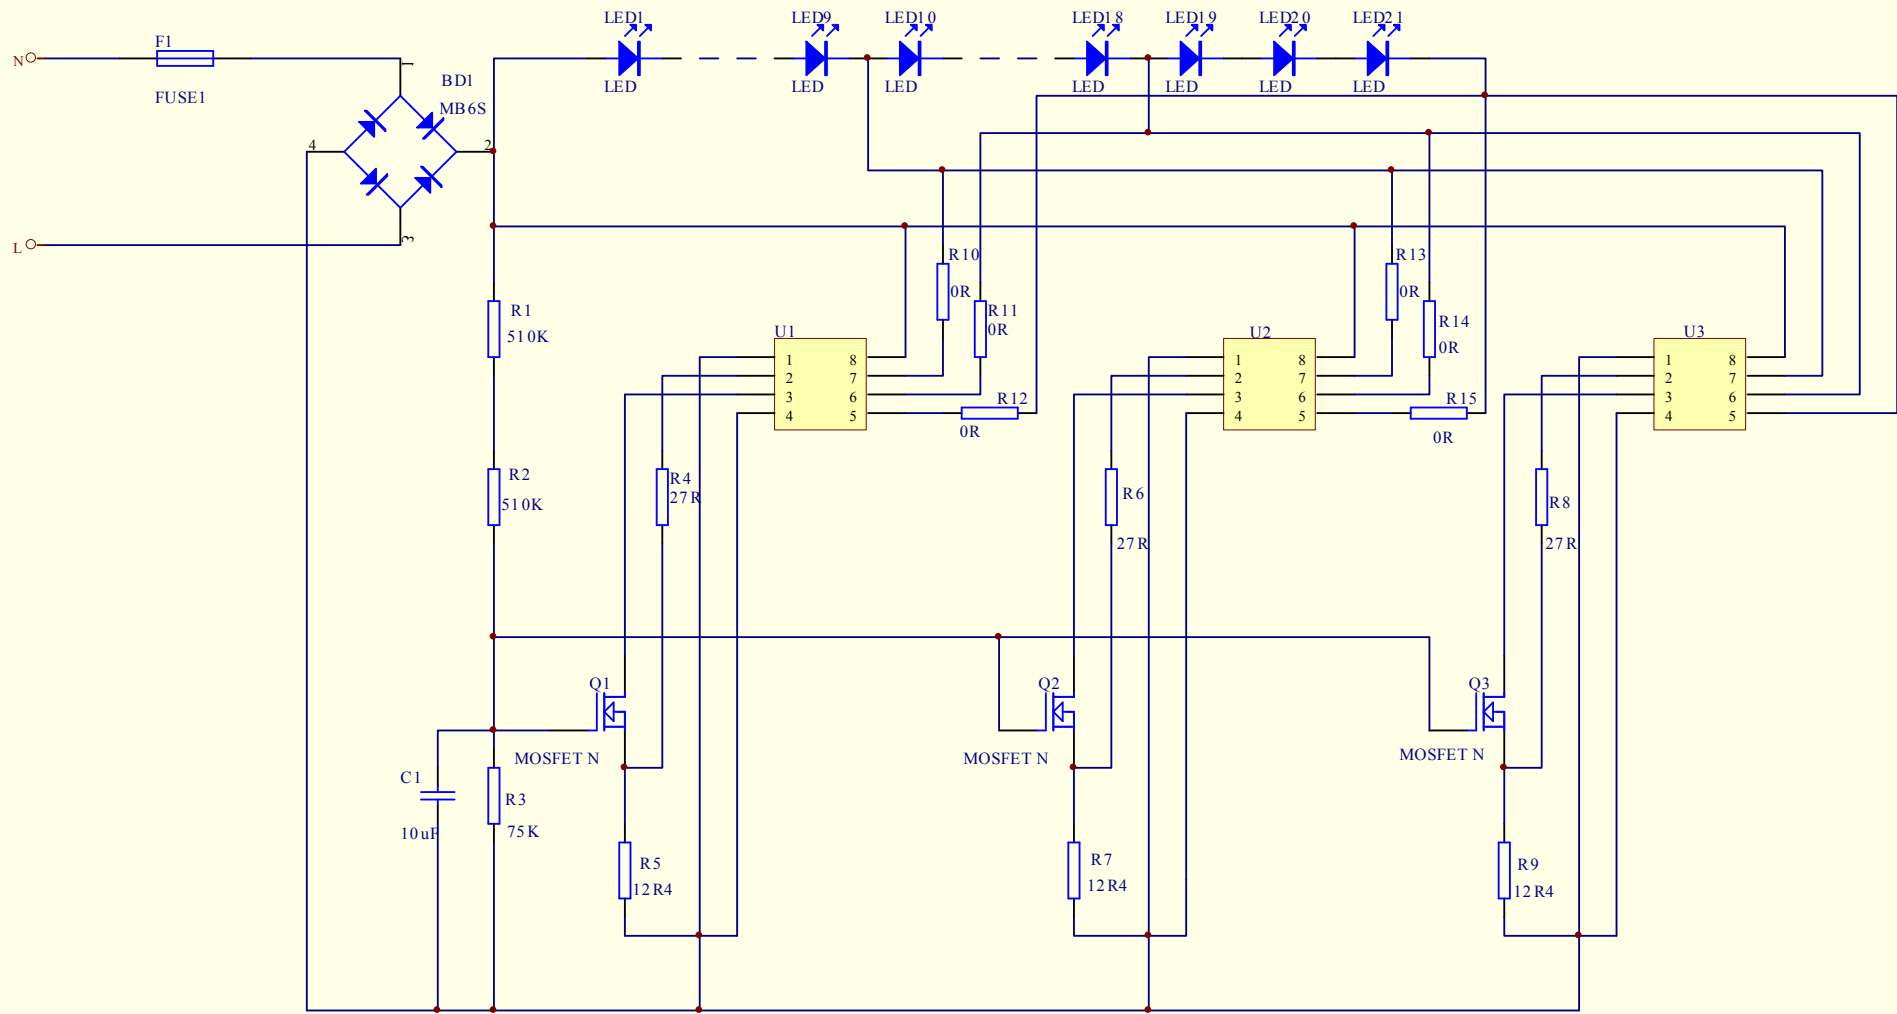 LED1 LED9 LED10 LED18 LED19 LED20 LED21
F1
N
LED LED LED LED LED LED LED
1
BD1
FUSE1
MB6S
4 2
3
L
R10 R13
0R 0R
R1 R11 R14
510K 0R 0R
U1 U2 U3
1 8 1 8 1 8
2 7 2 7 2 7
3 6 3 6 3 6
4 5 4 5 4 5
R12 R15
0R 0R
R2 R4 R6 R8
510K 27R 27R 27R
Q1 Q2 Q3
MOSFET N MOSFET N MOSFET N
C1
R3
10uF 75K
R5 R7 R9
12R4 12R4 12R4